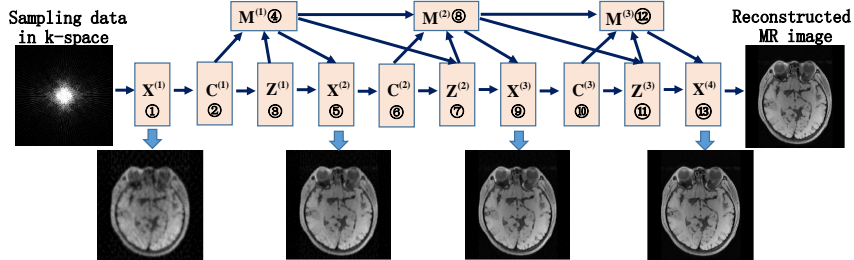 Sampling data
in k-space
M⁽¹⁾④
M⁽²⁾⑧
M⁽³⁾⑫
Reconstructed
MR image
X⁽¹⁾
①
C⁽¹⁾
②
Z⁽¹⁾
③
X⁽²⁾
⑤
C⁽²⁾
⑥
Z⁽²⁾
⑦
X⁽³⁾
⑨
C⁽³⁾
⑩
Z⁽³⁾
⑪
X⁽⁴⁾
⑬